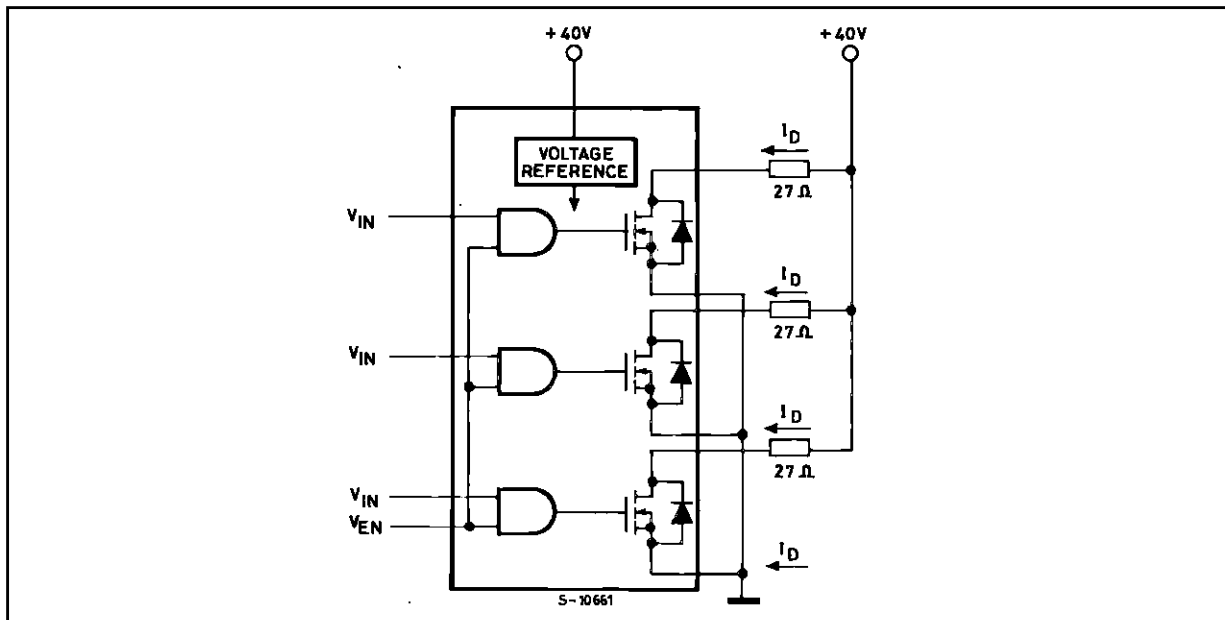 +40V +40V
VOLTAGE
REFERENCE
I_D
27 Ω
V_IN
I_D
27 Ω
V_IN
I_D
27 Ω
V_IN
V_EN
I_D
S-10661